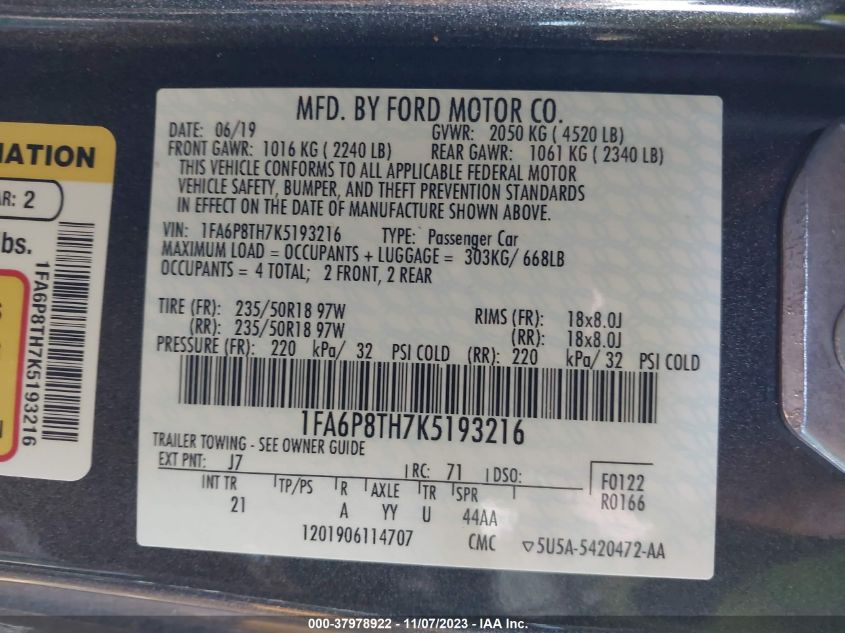 MFD. BY FORD MOTOR CO.
DATE: 06/19 GVWR: 2050 KG ( 4520 LB)
FRONT GAWR: 1016 KG ( 2240 LB) REAR GAWR: 1061 KG ( 2340 LB)
THIS VEHICLE CONFORMS TO ALL APPLICABLE FEDERAL MOTOR
VEHICLE SAFETY, BUMPER, AND THEFT PREVENTION STANDARDS
IN EFFECT ON THE DATE OF MANUFACTURE SHOWN ABOVE.
VIN: 1FA6P8TH7K5193216 TYPE: Passenger Car
MAXIMUM LOAD = OCCUPANTS + LUGGAGE = 303KG/ 668LB
OCCUPANTS = 4 TOTAL; 2 FRONT, 2 REAR
TIRE (FR): 235/50R18 97W RIMS (FR): 18x8.0J
(RR): 235/50R18 97W (RR): 18x8.0J
PRESSURE (FR): 220 kPa/ 32 PSI COLD (RR): 220 kPa/ 32 PSI COLD
1FA6P8TH7K5193216
TRAILER TOWING - SEE OWNER GUIDE
EXT PNT: J7 RC: 71 DSO: F0122
INT TR TP/PS R AXLE TR SPR R0166
21 A YY U 44AA
1201906114707 CMC ▽5U5A-5420472-AA
MATION
AR: 2
bs.
1FA6P8TH7K5193216
000-37978922 - 11/07/2023 - IAA Inc.